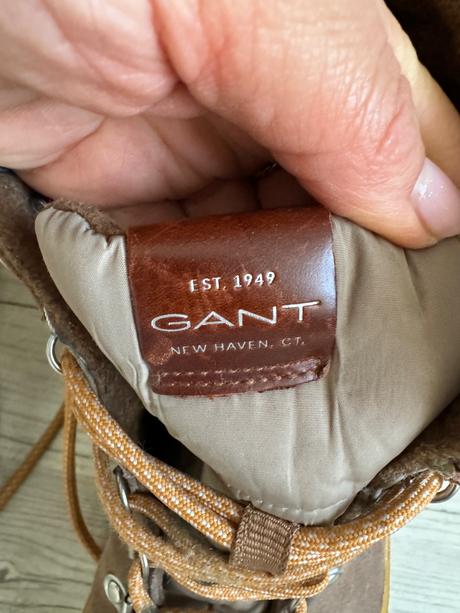 EST. 1949
GANT
NEW HAVEN, CT.